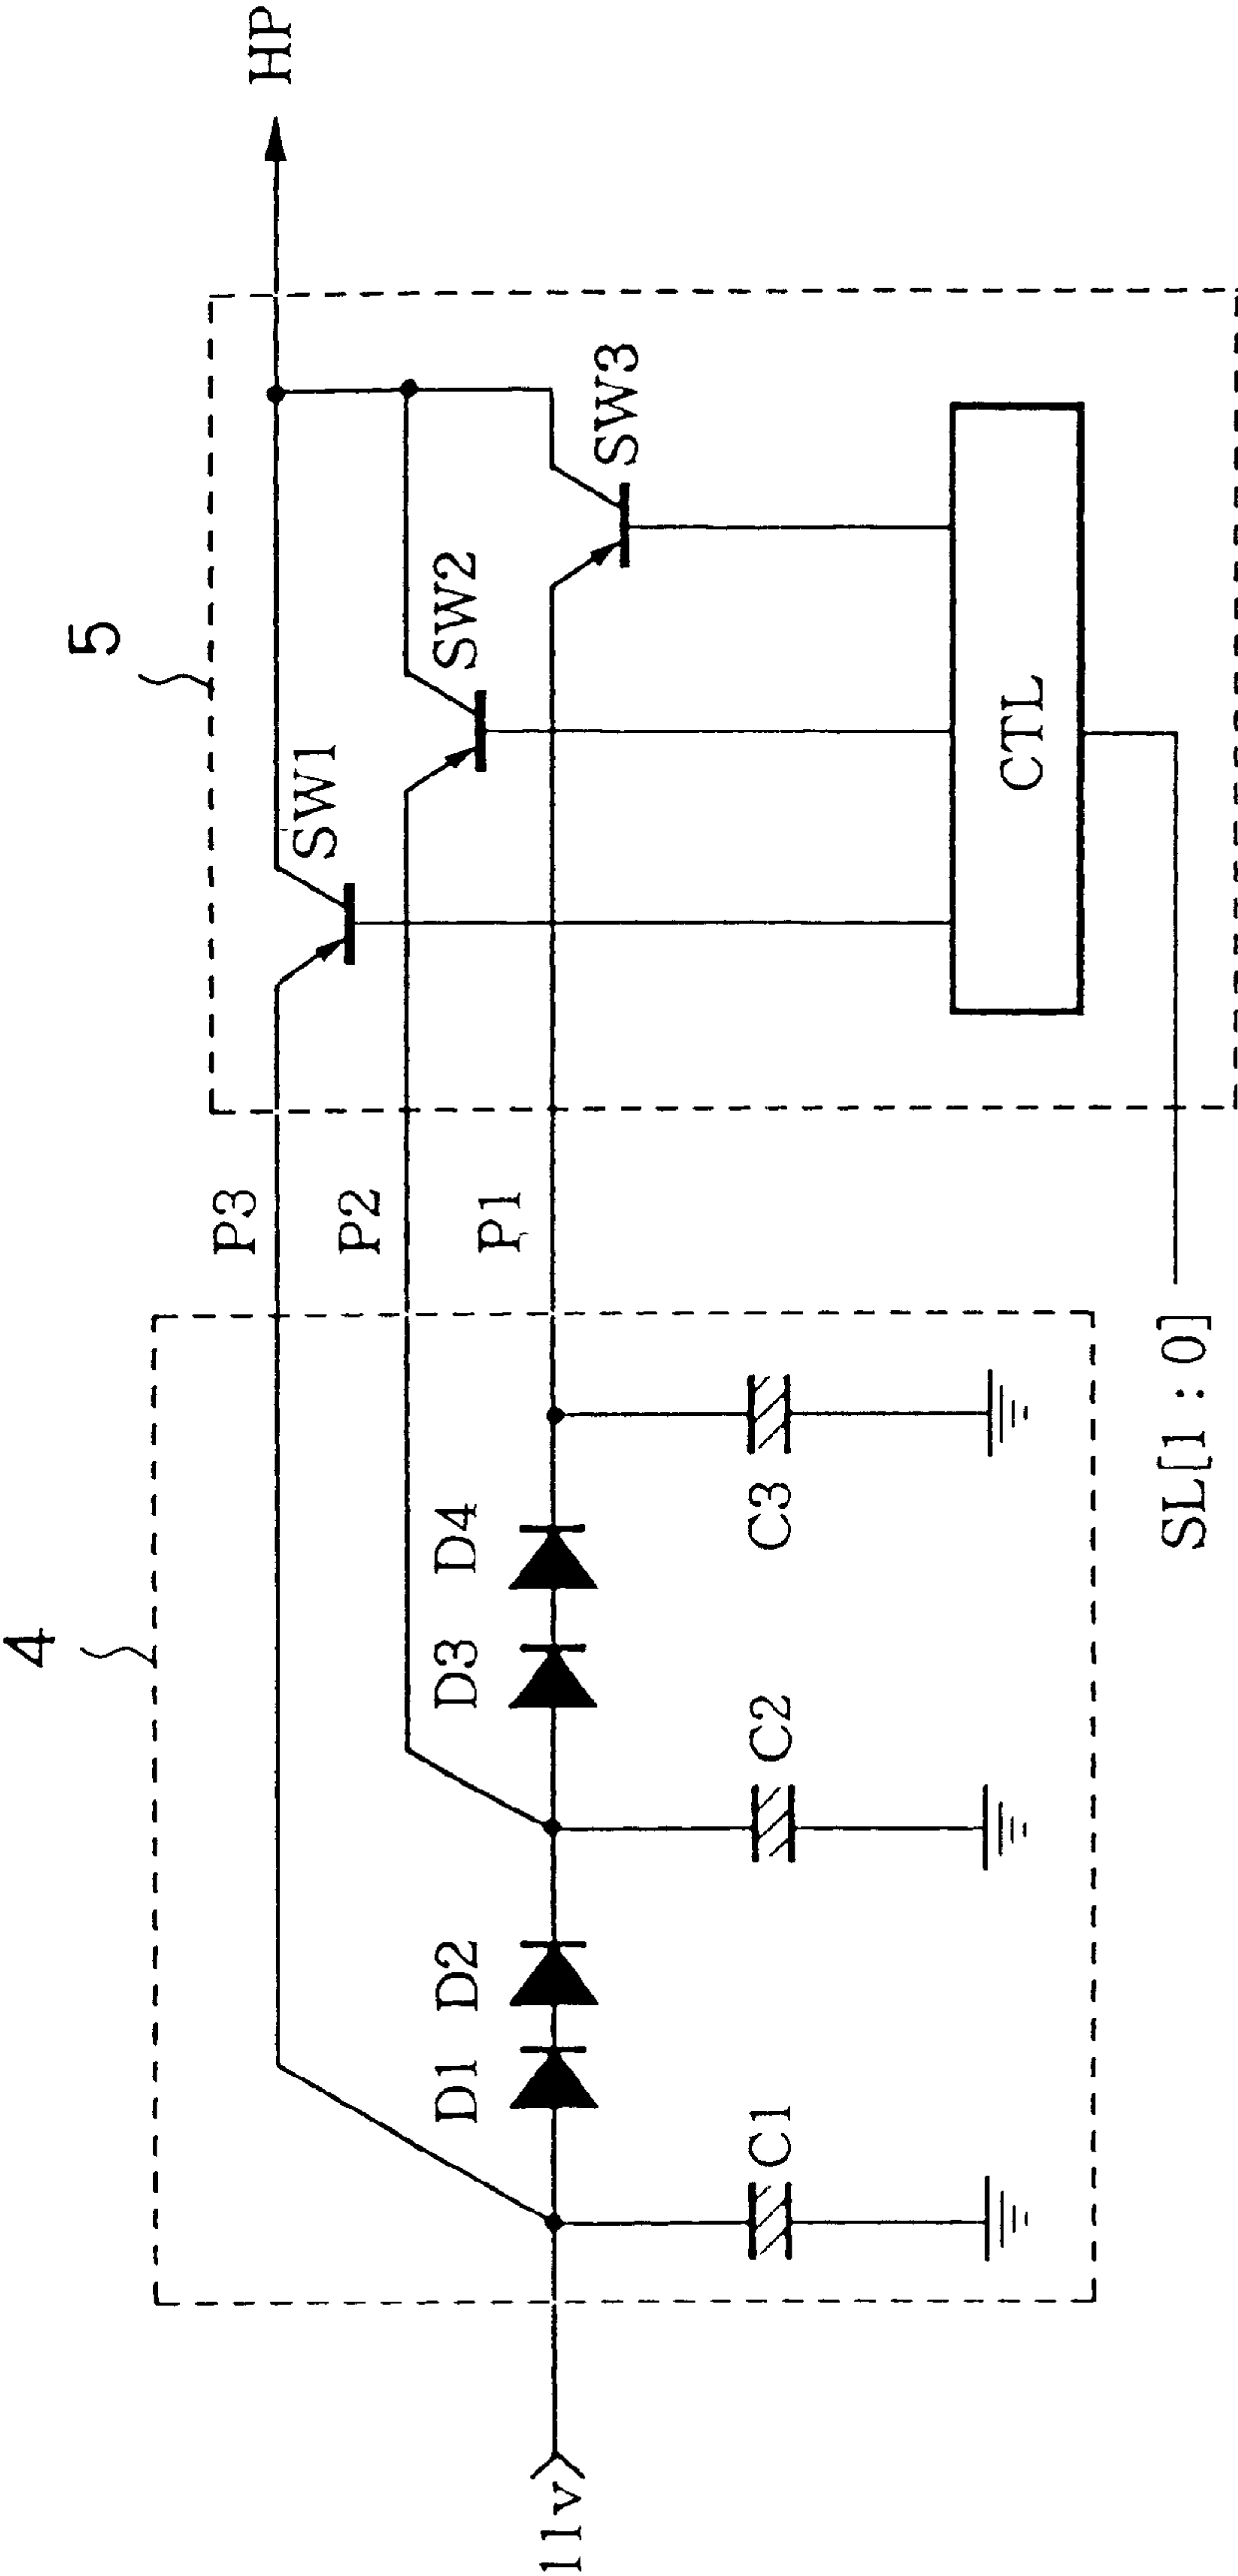 HP
5
SW1
SW2
SW3
CTL
P3
P2
P1
4
D1
D2
D3
D4
C1
C2
C3
11v
SL[1 : 0]